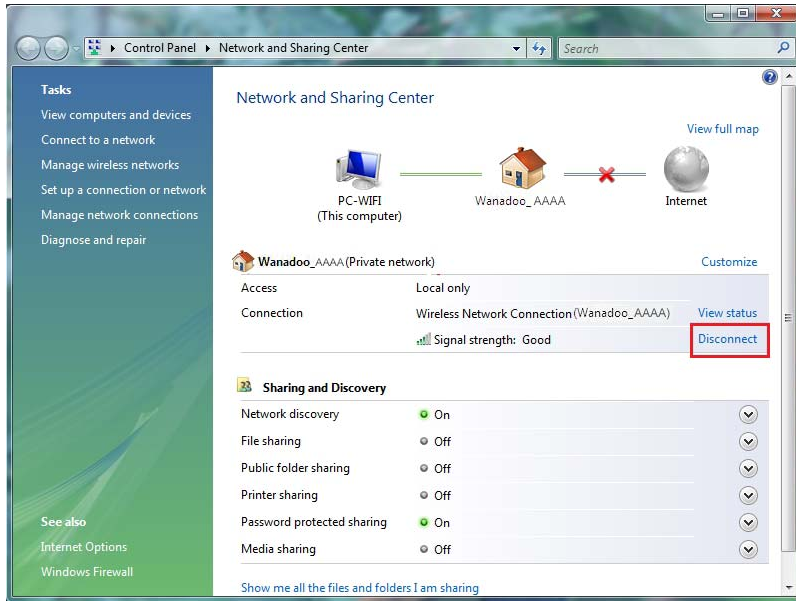 Control Panel ▸ Network and Sharing Center
Search
Tasks
View computers and devices
Connect to a network
Manage wireless networks
Set up a connection or network
Manage network connections
Diagnose and repair
See also
Internet Options
Windows Firewall
Network and Sharing Center
View full map
PC-WIFI
(This computer)
Wanadoo_AAAA
Internet
Wanadoo_AAAA (Private network) Customize
Access Local only
Connection Wireless Network Connection (Wanadoo_AAAA) View status
Signal strength: Good Disconnect
Sharing and Discovery
Network discovery On
File sharing Off
Public folder sharing Off
Printer sharing Off
Password protected sharing On
Media sharing Off
Show me all the files and folders I am sharing